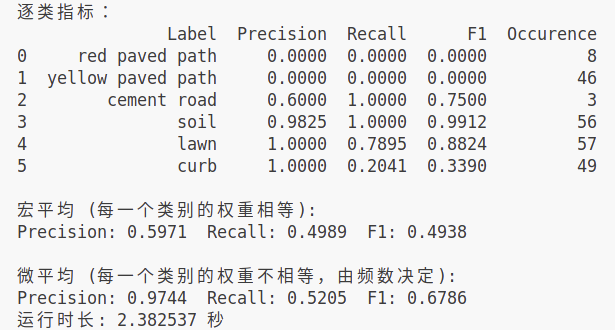 逐类指标：
Label Precision Recall F1 Occurence
0 red paved path 0.0000 0.0000 0.0000 8
1 yellow paved path 0.0000 0.0000 0.0000 46
2 cement road 0.6000 1.0000 0.7500 3
3 soil 0.9825 1.0000 0.9912 56
4 lawn 1.0000 0.7895 0.8824 57
5 curb 1.0000 0.2041 0.3390 49
宏平均 (每一个类别的权重相等):
Precision: 0.5971 Recall: 0.4989 F1: 0.4938
微平均 (每一个类别的权重不相等，由频数决定):
Precision: 0.9744 Recall: 0.5205 F1: 0.6786
运行时长: 2.382537 秒